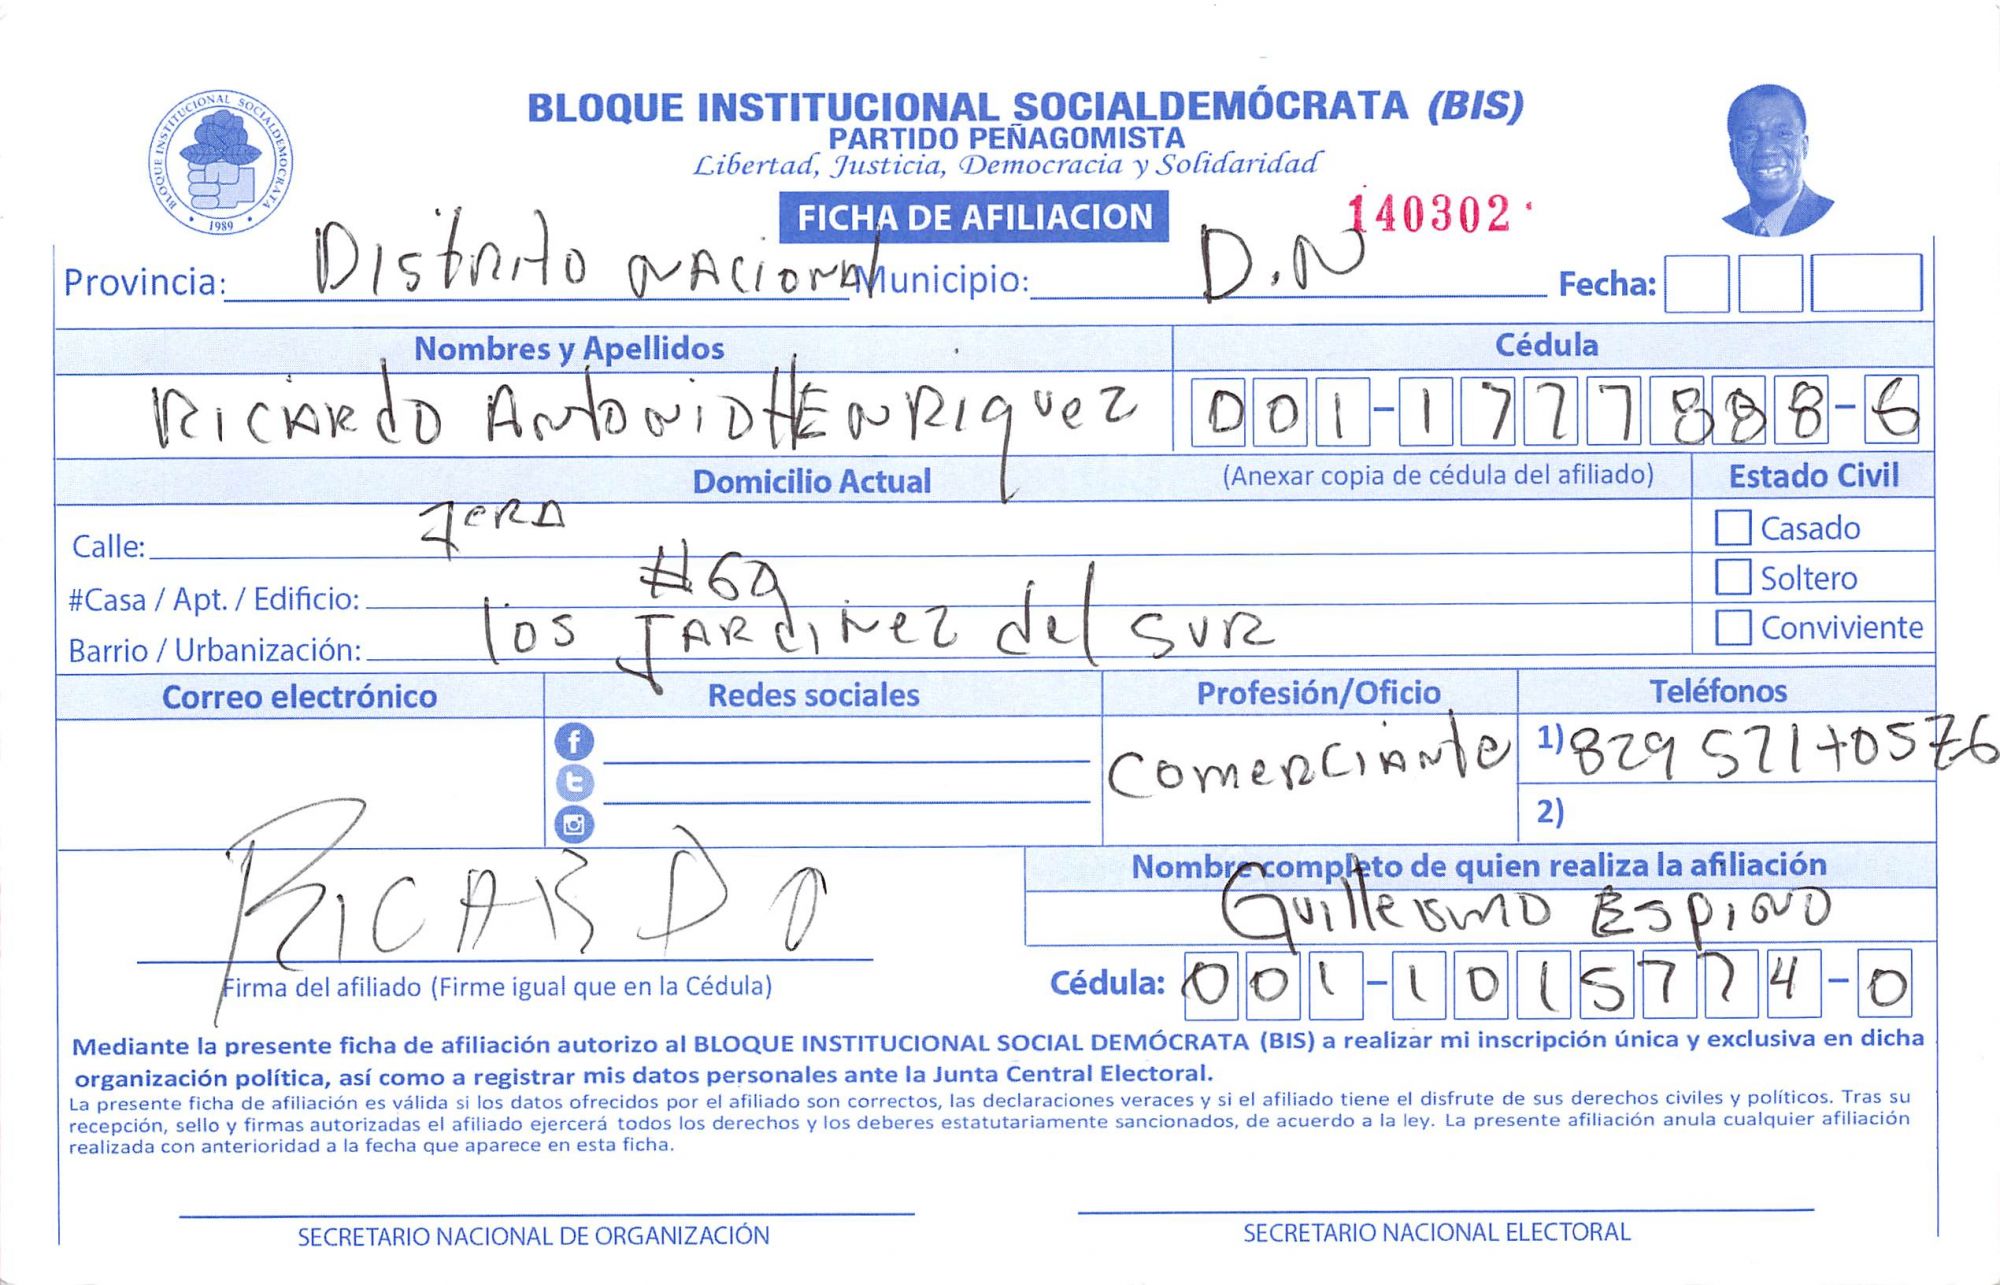 BLOQUE INSTITUCIONAL SOCIALDEMOCRATA
1989
BLOQUE INSTITUCIONAL SOCIALDEMÓCRATA (BIS)
PARTIDO PEÑAGOMISTA
Libertad, Justicia, Democracia y Solidaridad
FICHA DE AFILIACION 140302
Provincia: Distrito Nacional Municipio: D.N Fecha:
Nombres y Apellidos Cédula
Ricardo Antonio HENRiquez 001-1777888-6
Domicilio Actual (Anexar copia de cédula del afiliado) Estado Civil
Calle: 1eRA Casado
#Casa / Apt. / Edificio: #69 Soltero
Barrio / Urbanización: los JARdinez del SUR Conviviente
Correo electrónico Redes sociales Profesión/Oficio Teléfonos
comerciante 1) 829 521
2)
RICARDO
Firma del afiliado (Firme igual que en la Cédula)
Nombre completo de quien realiza la afiliación
Guillermo Espino
Cédula: 001-1015774-0
Mediante la presente ficha de afiliación autorizo al BLOQUE INSTITUCIONAL SOCIAL DEMÓCRATA (BIS) a realizar mi inscripción única y exclusiva en dicha
organización política, así como a registrar mis datos personales ante la Junta Central Electoral.
La presente ficha de afiliación es válida si los datos ofrecidos por el afiliado son correctos, las declaraciones veraces y si el afiliado tiene el disfrute de sus derechos civiles y políticos. Tras su
recepción, sello y firmas autorizadas el afiliado ejercerá todos los derechos y los deberes estatutariamente sancionados, de acuerdo a la ley. La presente afiliación anula cualquier afiliación
realizada con anterioridad a la fecha que aparece en esta ficha.
SECRETARIO NACIONAL DE ORGANIZACIÓN SECRETARIO NACIONAL ELECTORAL